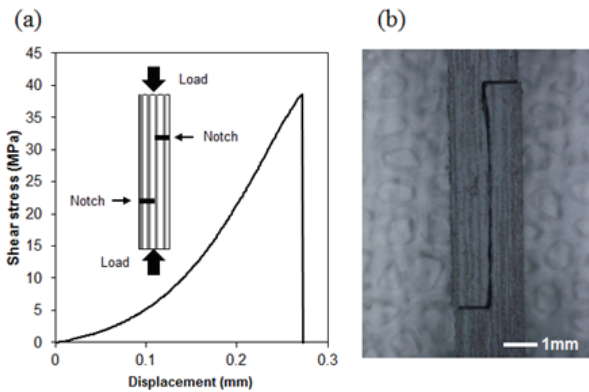 (a)
(b)
45
40
35
30
25
20
15
10
5
0
Shear stress (MPa)
Load
Notch
Notch
Load
0
0.1
0.2
0.3
Displacement (mm)
1mm